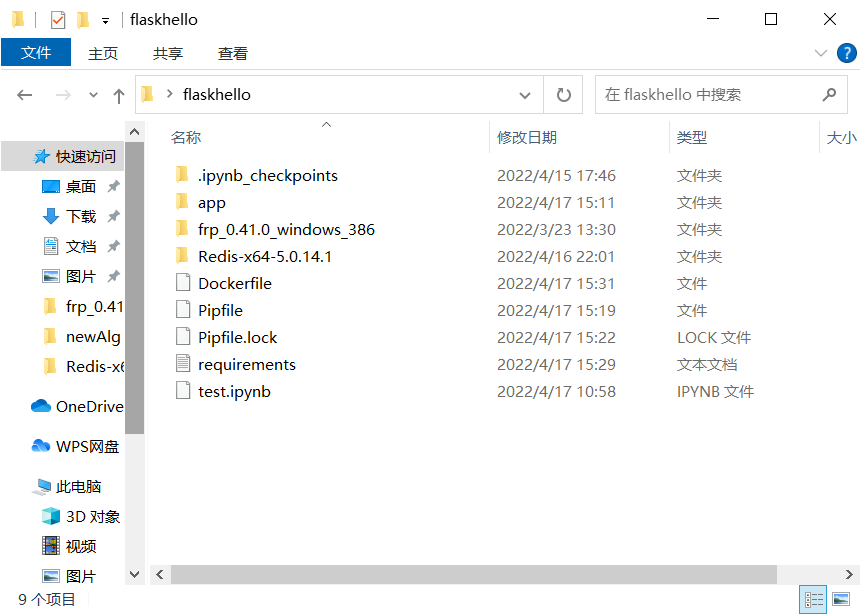 flaskhello
文件 主页 共享 查看
flaskhello 在 flaskhello 中搜索
名称 修改日期 类型 大小
快速访问
桌面
下载
文档
图片
frp_0.41
newAlg
Redis-x6
OneDrive
WPS网盘
此电脑
3D 对象
视频
图片
.ipynb_checkpoints 2022/4/15 17:46 文件夹
app 2022/4/17 15:11 文件夹
frp_0.41.0_windows_386 2022/3/23 13:30 文件夹
Redis-x64-5.0.14.1 2022/4/16 22:01 文件夹
Dockerfile 2022/4/17 15:31 文件
Pipfile 2022/4/17 15:19 文件
Pipfile.lock 2022/4/17 15:22 LOCK 文件
requirements 2022/4/17 15:29 文本文档
test.ipynb 2022/4/17 10:58 IPYNB 文件
9 个项目